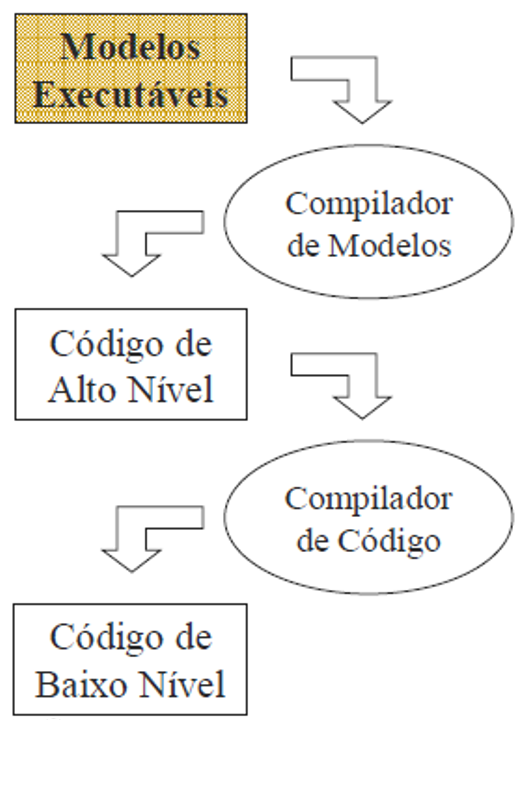 Modelos
Executáveis
Compilador
de Modelos
Código de
Alto Nível
Compilador
de Código
Código de
Baixo Nível